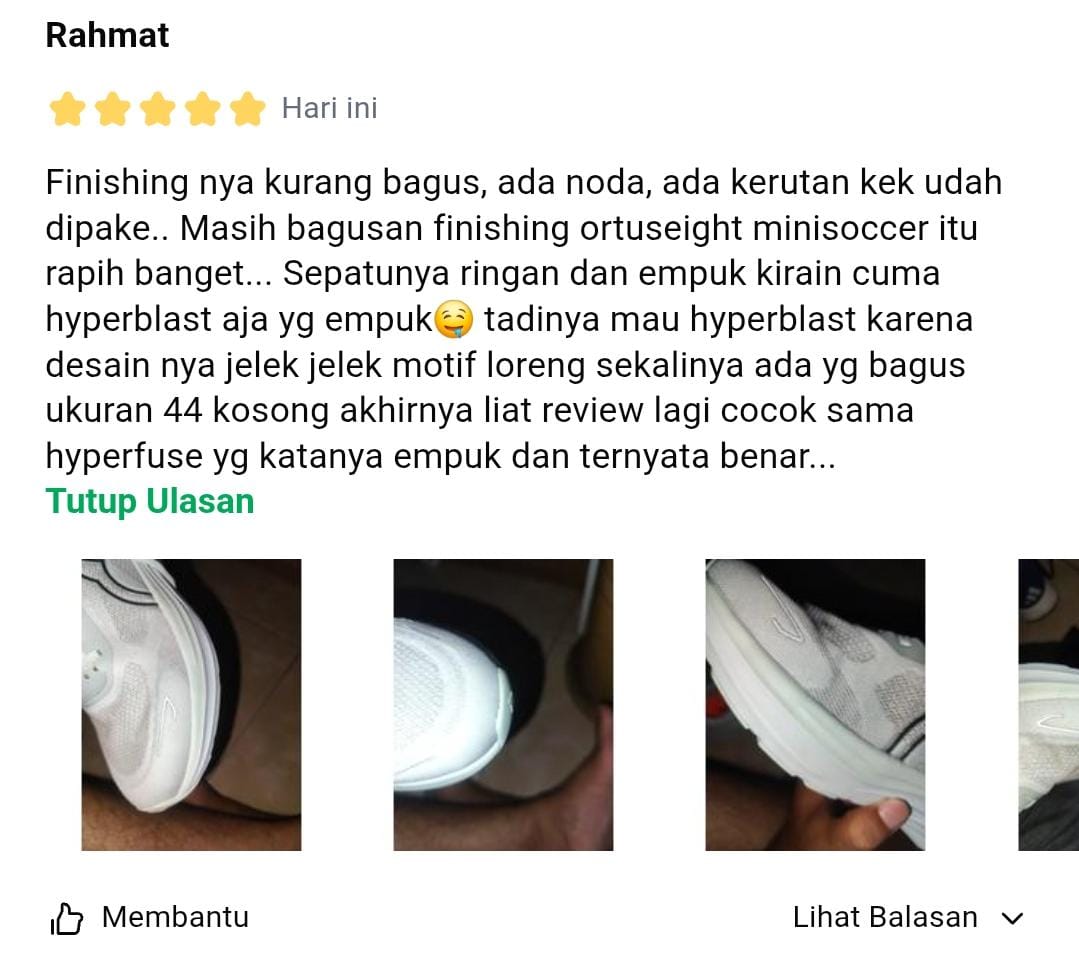 Rahmat
Hari ini
Finishing nya kurang bagus, ada noda, ada kerutan kek udah
dipake.. Masih bagusan finishing ortuseight minisoccer itu
rapih banget... Sepatunya ringan dan empuk kirain cuma
hyperblast aja yg empuk🤤 tadinya mau hyperblast karena
desain nya jelek jelek motif loreng sekalinya ada yg bagus
ukuran 44 kosong akhirnya liat review lagi cocok sama
hyperfuse yg katanya empuk dan ternyata benar...
Tutup Ulasan
Membantu
Lihat Balasan